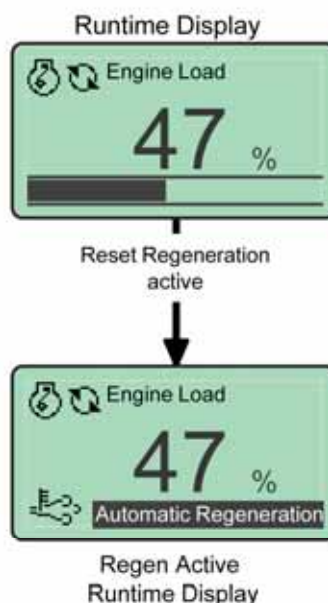 Runtime Display
Engine Load
47 %
Reset Regeneration
active
Engine Load
47 %
Automatic Regeneration
Regen Active
Runtime Display